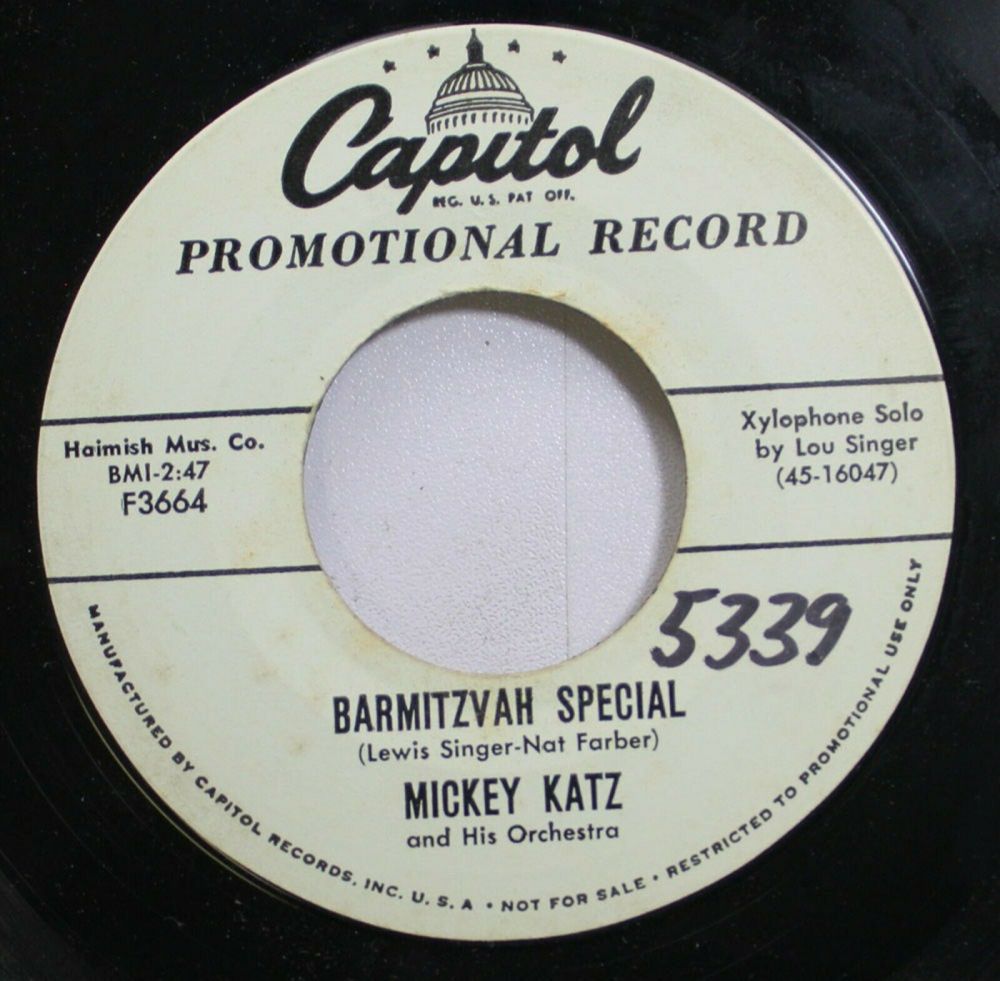 Capitol
REG. U.S. PAT OFF.
PROMOTIONAL RECORD
Haimish Mus. Co.
BMI-2:47
F3664
Xylophone Solo
by Lou Singer
(45-16047)
5339
BARMITZVAH SPECIAL
(Lewis Singer-Nat Farber)
MICKEY KATZ
and His Orchestra
MANUFACTURED BY CAPITOL RECORDS, INC. U.S.A • NOT FOR SALE • RESTRICTED TO PROMOTIONAL USE ONLY